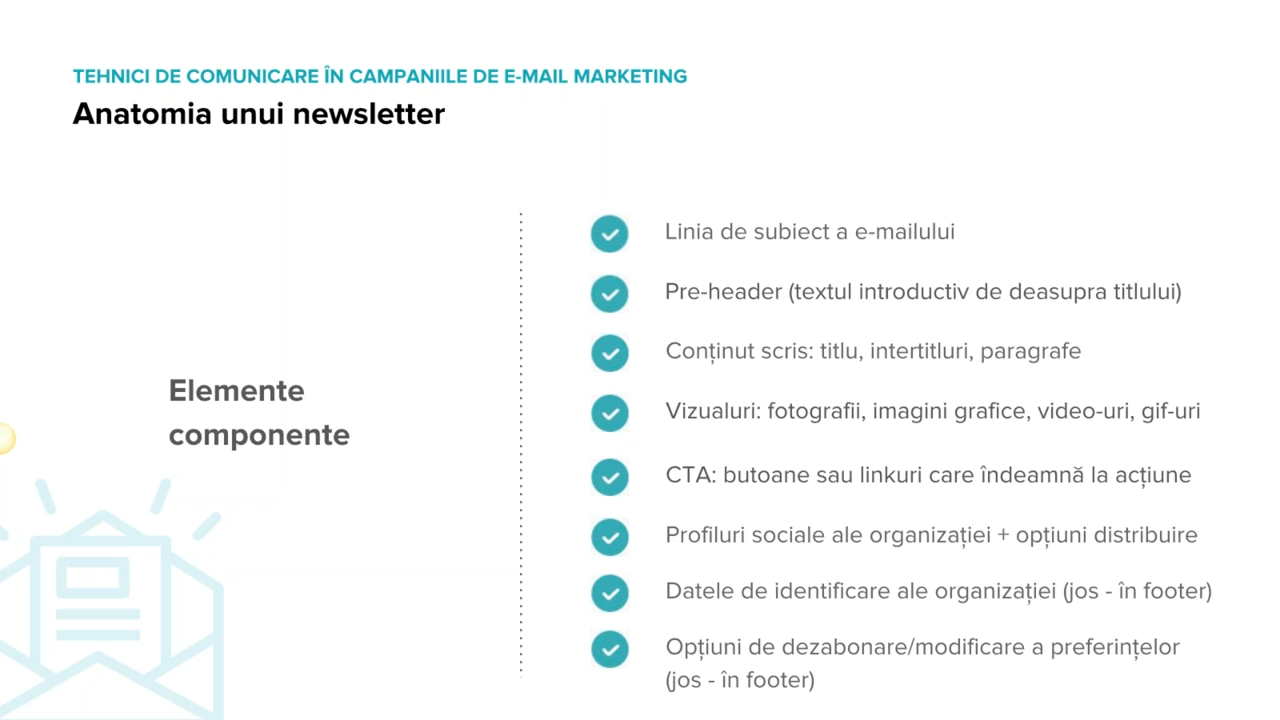 TEHNICI DE COMUNICARE ÎN CAMPANIILE DE E-MAIL MARKETING
Anatomia unui newsletter
Elemente
componente
Linia de subiect a e-mailului
Pre-header (textul introductiv de deasupra titlului)
Conținut scris: titlu, intertitluri, paragrafe
Vizualuri: fotografii, imagini grafice, video-uri, gif-uri
CTA: butoane sau linkuri care îndeamnă la acțiune
Profiluri sociale ale organizației + opțiuni distribuire
Datele de identificare ale organizației (jos - în footer)
Opțiuni de dezabonare/modificare a preferințelor
(jos - în footer)